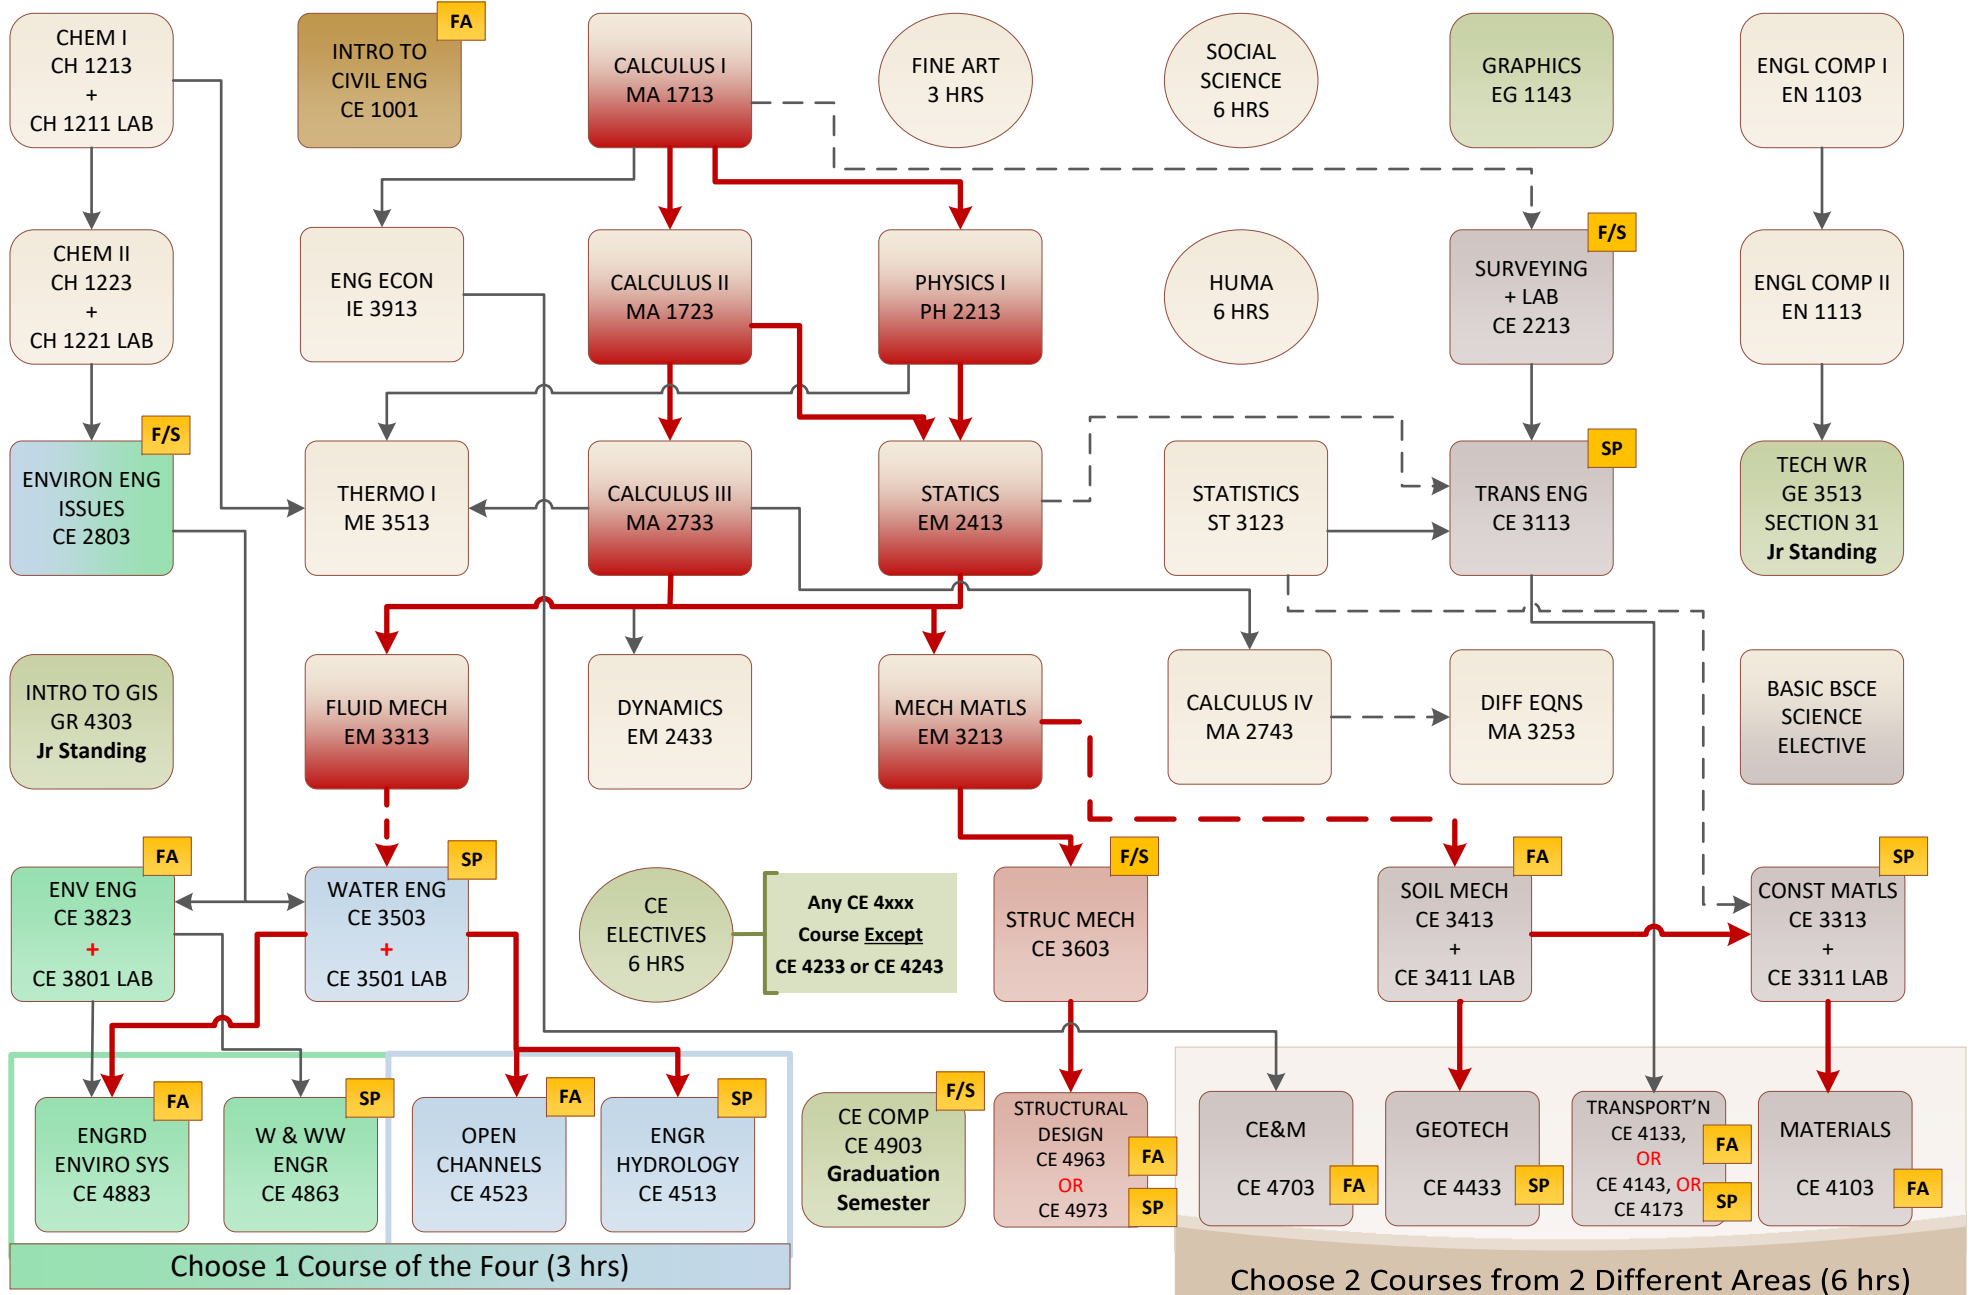 CHEM I
CH 1213
+
CH 1211 LAB
FA
INTRO TO
CIVIL ENG
CE 1001
CALCULUS I
MA 1713
FINE ART
3 HRS
SOCIAL
SCIENCE
6 HRS
GRAPHICS
EG 1143
ENGL COMP I
EN 1103
CHEM II
CH 1223
+
CH 1221 LAB
ENG ECON
IE 3913
CALCULUS II
MA 1723
PHYSICS I
PH 2213
HUMA
6 HRS
F/S
SURVEYING
+ LAB
CE 2213
ENGL COMP II
EN 1113
F/S
ENVIRON ENG
ISSUES
CE 2803
THERMO I
ME 3513
CALCULUS III
MA 2733
STATICS
EM 2413
STATISTICS
ST 3123
SP
TRANS ENG
CE 3113
TECH WR
GE 3513
SECTION 31
Jr Standing
INTRO TO GIS
GR 4303
Jr Standing
FLUID MECH
EM 3313
DYNAMICS
EM 2433
MECH MATLS
EM 3213
CALCULUS IV
MA 2743
DIFF EQNS
MA 3253
BASIC BSCE
SCIENCE
ELECTIVE
FA
ENV ENG
CE 3823
+
CE 3801 LAB
SP
WATER ENG
CE 3503
+
CE 3501 LAB
CE
ELECTIVES
6 HRS
Any CE 4xxx
Course Except
CE 4233 or CE 4243
F/S
STRUC MECH
CE 3603
FA
SOIL MECH
CE 3413
+
CE 3411 LAB
SP
CONST MATLS
CE 3313
+
CE 3311 LAB
FA
ENGRD
ENVIRO SYS
CE 4883
SP
W & WW
ENGR
CE 4863
FA
OPEN
CHANNELS
CE 4523
SP
ENGR
HYDROLOGY
CE 4513
F/S
CE COMP
CE 4903
Graduation
Semester
STRUCTURAL
DESIGN
CE 4963
FA
OR
CE 4973
SP
CE&M
CE 4703
FA
GEOTECH
CE 4433
SP
TRANSPORT'N
CE 4133,
FA
OR
CE 4143, OR
CE 4173
SP
MATERIALS
CE 4103
FA
Choose 1 Course of the Four (3 hrs)
Choose 2 Courses from 2 Different Areas (6 hrs)